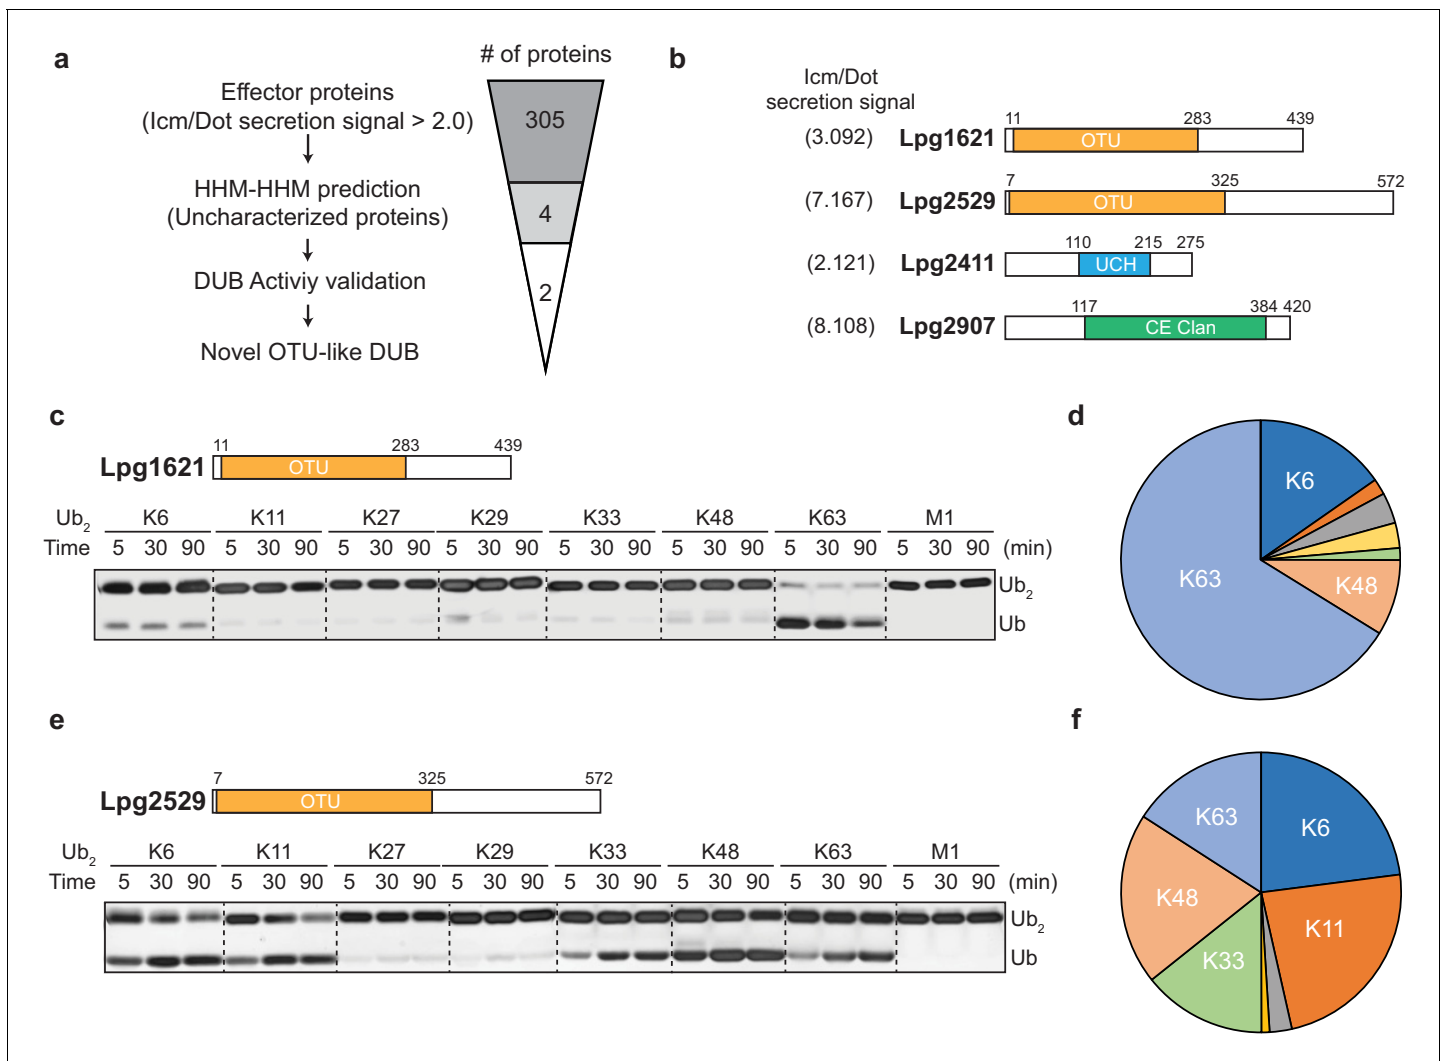 a
# of proteins
Effector proteins
(Icm/Dot secretion signal > 2.0)
305
HHM-HHM prediction
(Uncharacterized proteins)
4
DUB Activiy validation
2
Novel OTU-like DUB
b
Icm/Dot
secretion signal
11 283 439
(3.092) Lpg1621 OTU
7 325 572
(7.167) Lpg2529 OTU
110 215 275
(2.121) Lpg2411 UCH
117 384 420
(8.108) Lpg2907 CE Clan
c
11 283 439
Lpg1621 OTU
Ub2 K6 K11 K27 K29 K33 K48 K63 M1
Time 5 30 90 5 30 90 5 30 90 5 30 90 5 30 90 5 30 90 5 30 90 5 30 90 (min)
Ub2
Ub
d
K6
K63
K48
e
7 325 572
Lpg2529 OTU
Ub2 K6 K11 K27 K29 K33 K48 K63 M1
Time 5 30 90 5 30 90 5 30 90 5 30 90 5 30 90 5 30 90 5 30 90 5 30 90 (min)
Ub2
Ub
f
K63
K6
K48
K11
K33